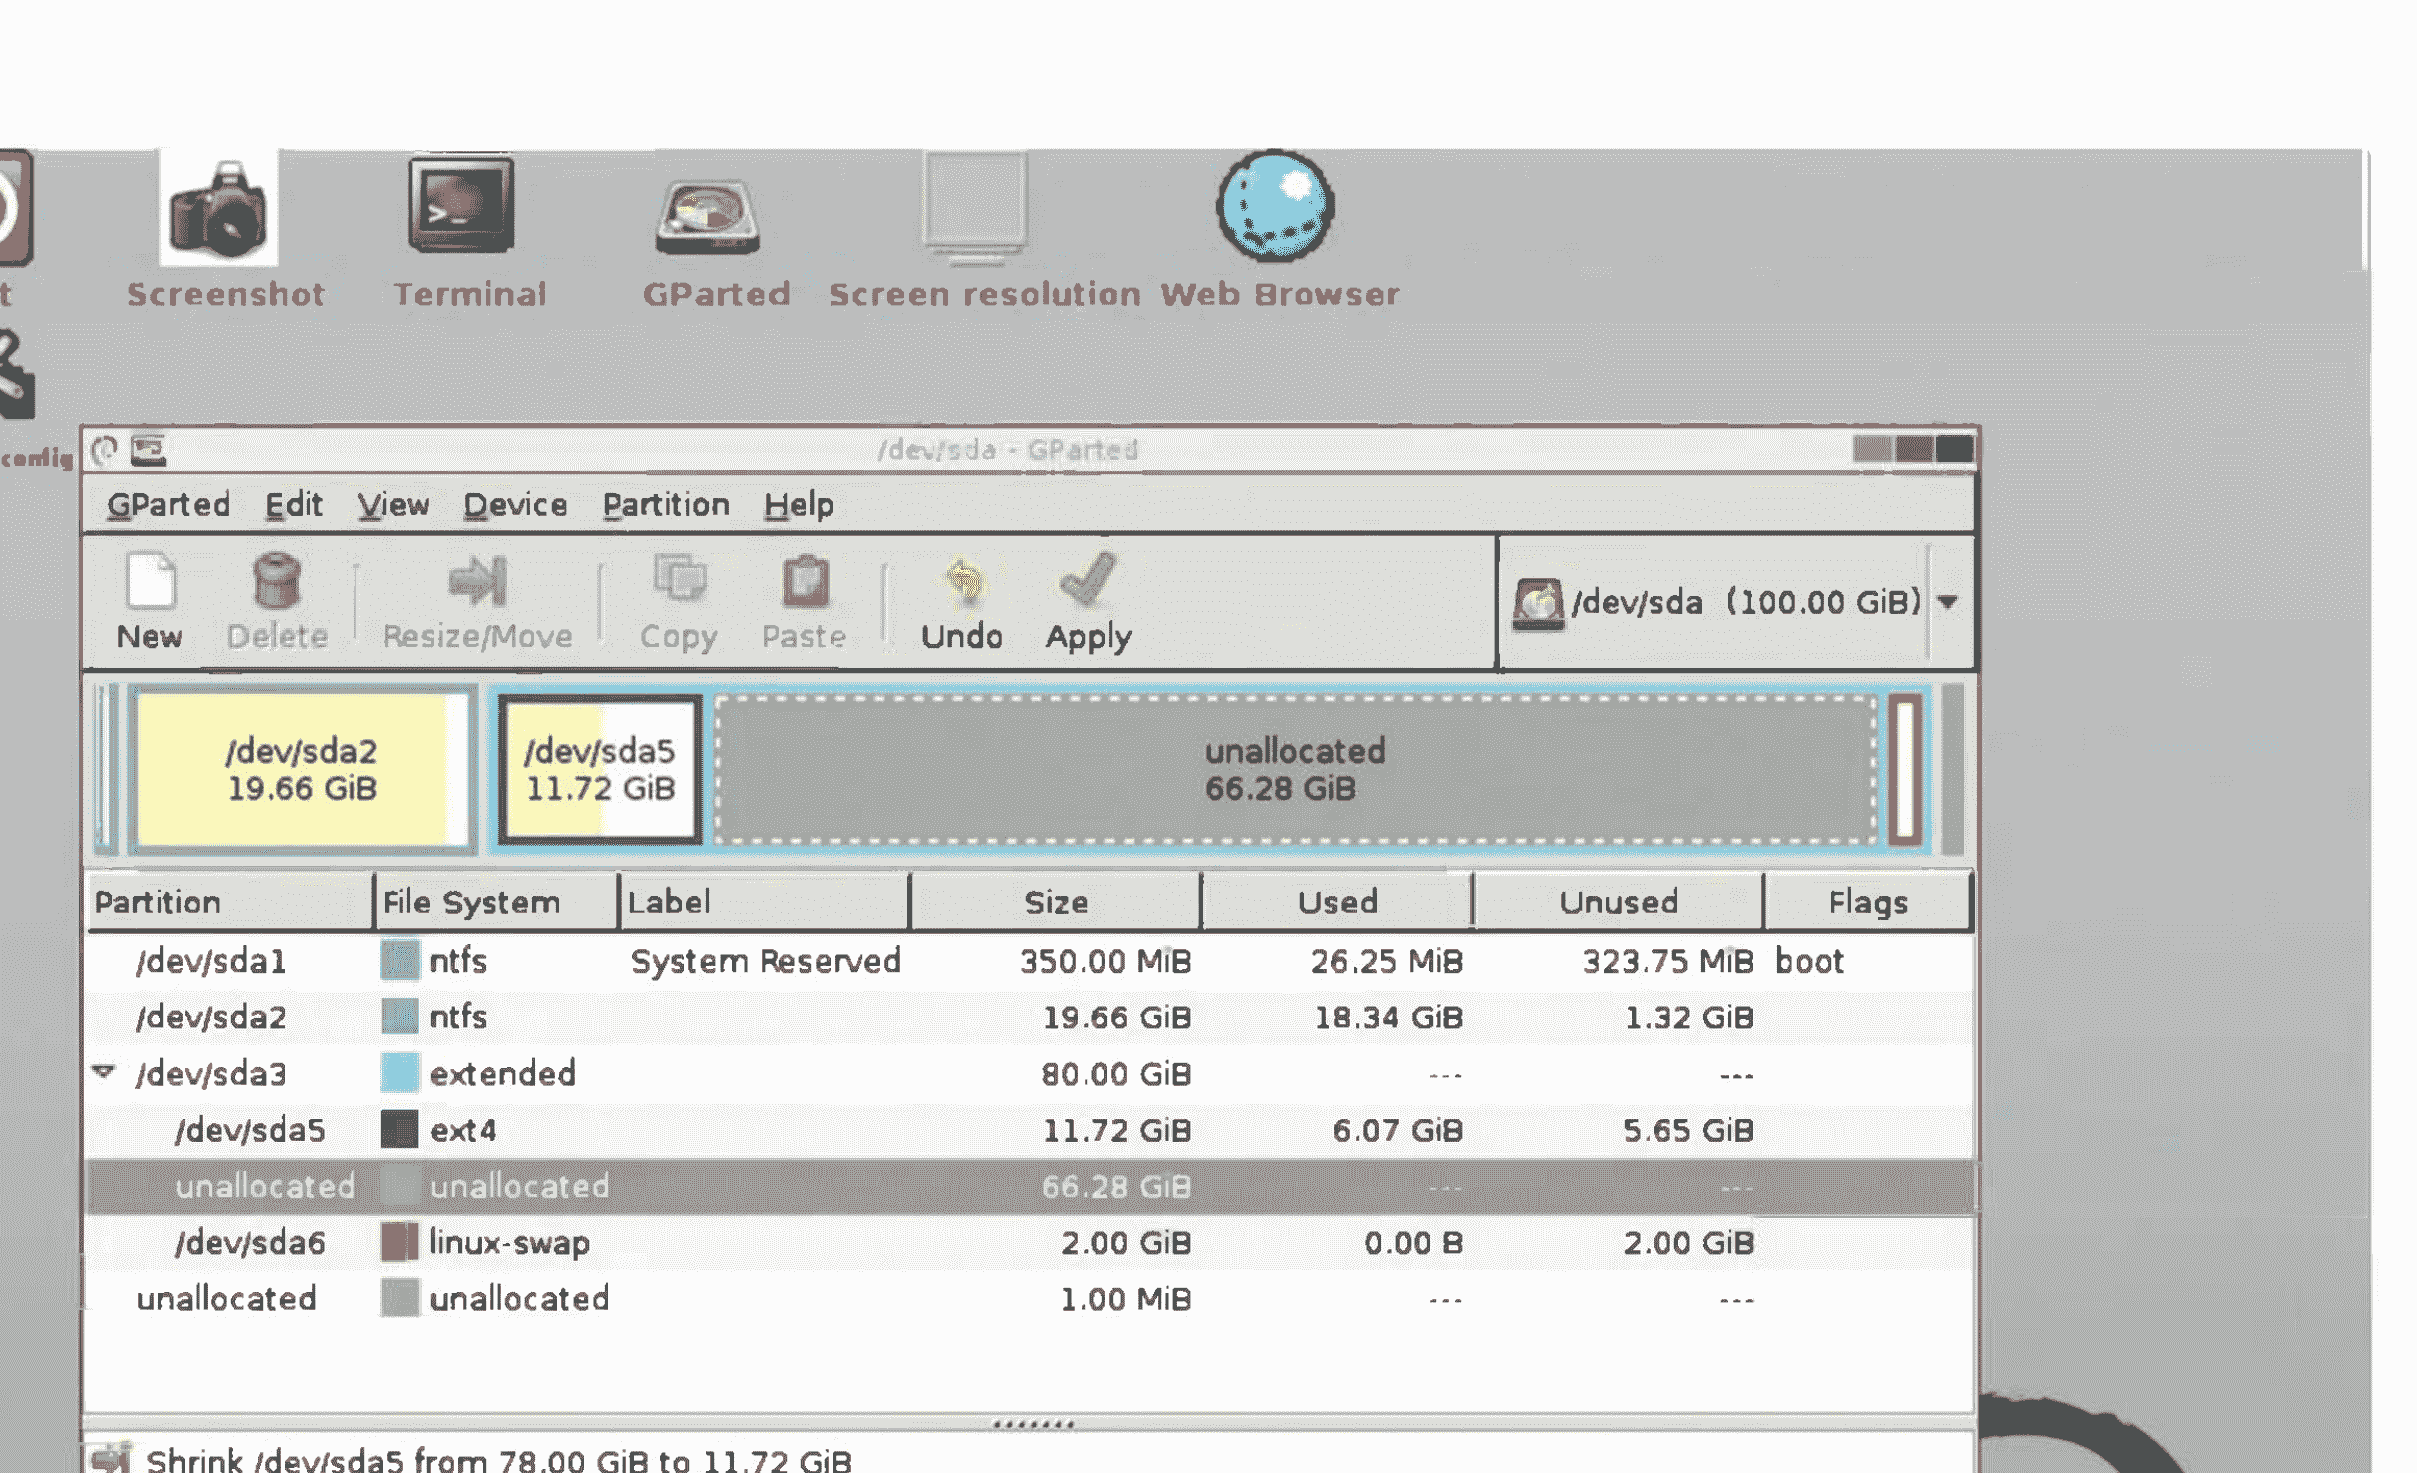 t Screenshot Terminal GParted Screen resolution Web Browser
config
/dev/sda - GParted
GParted Edit View Device Partition Help
New Delete Resize/Move Copy Paste Undo Apply /dev/sda (100.00 GiB)
/dev/sda2 /dev/sda5 unallocated
19.66 GiB 11.72 GiB 66.28 GiB
Partition File System Label Size Used Unused Flags
/dev/sda1 ntfs System Reserved 350.00 MiB 26.25 MiB 323.75 MiB boot
/dev/sda2 ntfs 19.66 GiB 18.34 GiB 1.32 GiB
/dev/sda3 extended 80.00 GiB --- ---
/dev/sda5 ext4 11.72 GiB 6.07 GiB 5.65 GiB
unallocated unallocated 66.28 GiB --- ---
/dev/sda6 linux-swap 2.00 GiB 0.00 B 2.00 GiB
unallocated unallocated 1.00 MiB --- ---
Shrink /dev/sda5 from 78.00 GiB to 11.72 GiB